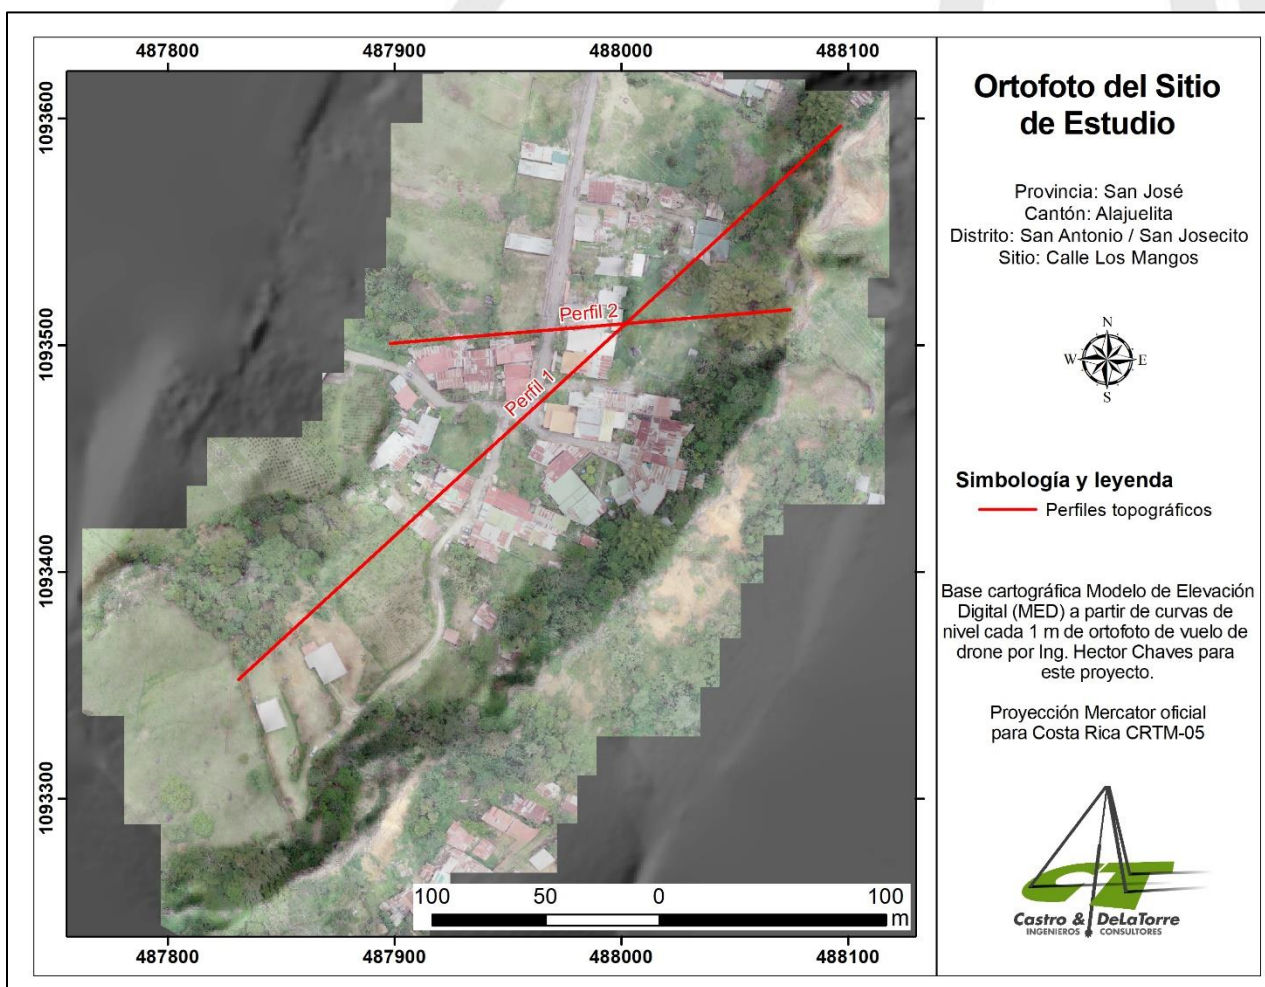 487800 487900 488000 488100
1093600
1093500
1093400
1093300
Perfil 2
Perfil 1
100 50 0 100
m
487800 487900 488000 488100
Ortofoto del Sitio
de Estudio
Provincia: San José
Cantón: Alajuelita
Distrito: San Antonio / San Josecito
Sitio: Calle Los Mangos
N
W E
S
Simbología y leyenda
Perfiles topográficos
Base cartográfica Modelo de Elevación
Digital (MED) a partir de curvas de
nivel cada 1 m de ortofoto de vuelo de
drone por Ing. Hector Chaves para
este proyecto.
Proyección Mercator oficial
para Costa Rica CRTM-05
Castro & DeLaTorre
INGENIEROS CONSULTORES